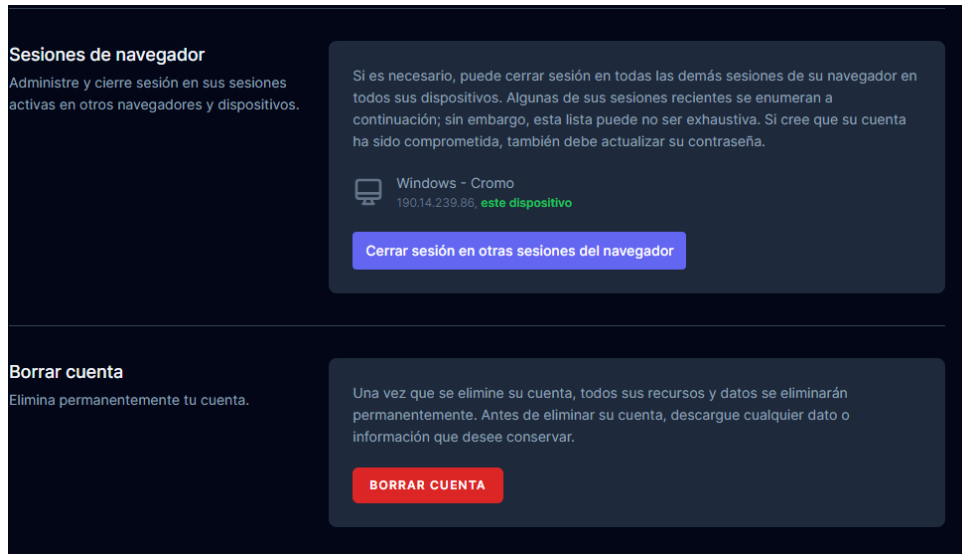 Sesiones de navegador
Administre y cierre sesión en sus sesiones
activas en otros navegadores y dispositivos.
Si es necesario, puede cerrar sesión en todas las demás sesiones de su navegador en
todos sus dispositivos. Algunas de sus sesiones recientes se enumeran a
continuación; sin embargo, esta lista puede no ser exhaustiva. Si cree que su cuenta
ha sido comprometida, también debe actualizar su contraseña.
Windows - Cromo
190.14.239.86, este dispositivo
Cerrar sesión en otras sesiones del navegador
Borrar cuenta
Elimina permanentemente tu cuenta.
Una vez que se elimine su cuenta, todos sus recursos y datos se eliminarán
permanentemente. Antes de eliminar su cuenta, descargue cualquier dato o
información que desee conservar.
BORRAR CUENTA